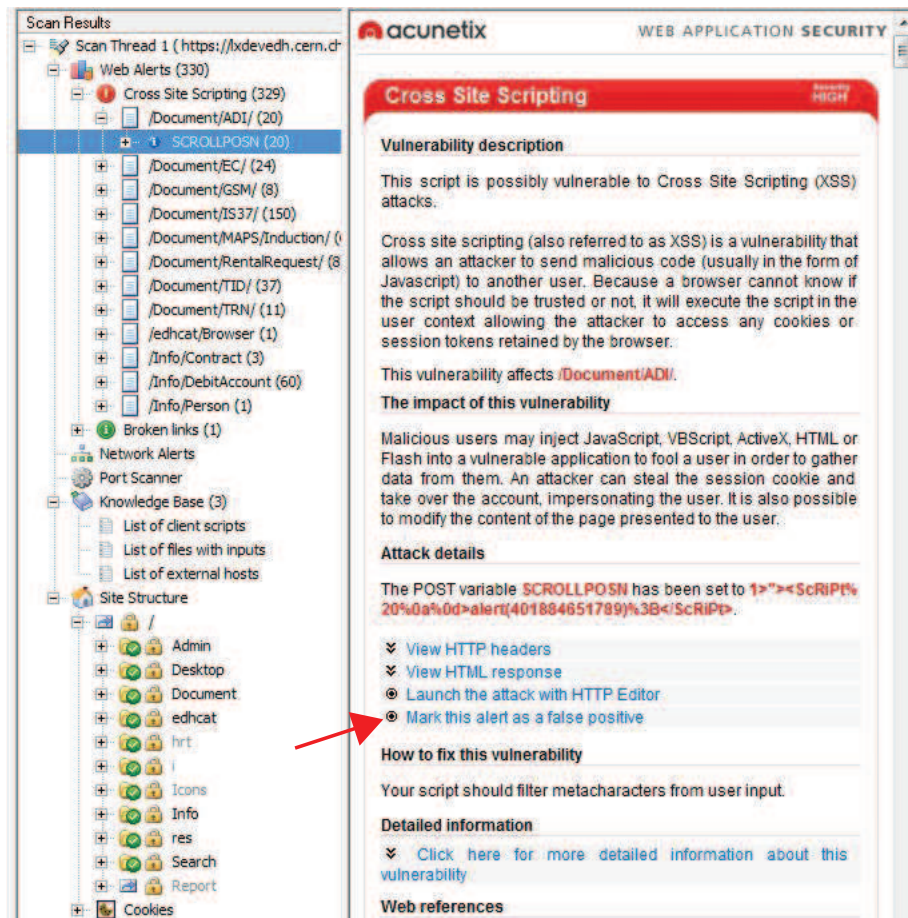 Scan Results
Scan Thread 1 ( https://lxdevedh.cern.ch
Web Alerts (330)
Cross Site Scripting (329)
/Document/ADI/ (20)
SCROLLPOSN (20)
/Document/EC/ (24)
/Document/GSM/ (8)
/Document/IS37/ (150)
/Document/MAPS/Induction/ (
/Document/RentalRequest/ (8
/Document/TID/ (37)
/Document/TRN/ (11)
/edhcat/Browser (1)
/Info/Contract (3)
/Info/DebitAccount (60)
/Info/Person (1)
Broken links (1)
Network Alerts
Port Scanner
Knowledge Base (3)
List of client scripts
List of files with inputs
List of external hosts
Site Structure
/
Admin
Desktop
Document
edhcat
hrt
i
Icons
Info
res
Search
Report
Cookies
acunetix
WEB APPLICATION SECURITY
Cross Site Scripting
Severity
HIGH
Vulnerability description
This script is possibly vulnerable to Cross Site Scripting (XSS)
attacks.
Cross site scripting (also referred to as XSS) is a vulnerability that
allows an attacker to send malicious code (usually in the form of
Javascript) to another user. Because a browser cannot know if
the script should be trusted or not, it will execute the script in the
user context allowing the attacker to access any cookies or
session tokens retained by the browser.
This vulnerability affects /Document/ADI/.
The impact of this vulnerability
Malicious users may inject JavaScript, VBScript, ActiveX, HTML or
Flash into a vulnerable application to fool a user in order to gather
data from them. An attacker can steal the session cookie and
take over the account, impersonating the user. It is also possible
to modify the content of the page presented to the user.
Attack details
The POST variable SCROLLPOSN has been set to 1>"><ScRiPt%
20%0a%0d>alert(401884651789)%3B</ScRiPt>.
View HTTP headers
View HTML response
Launch the attack with HTTP Editor
Mark this alert as a false positive
How to fix this vulnerability
Your script should filter metacharacters from user input.
Detailed information
Click here for more detailed information about this
vulnerability
Web references